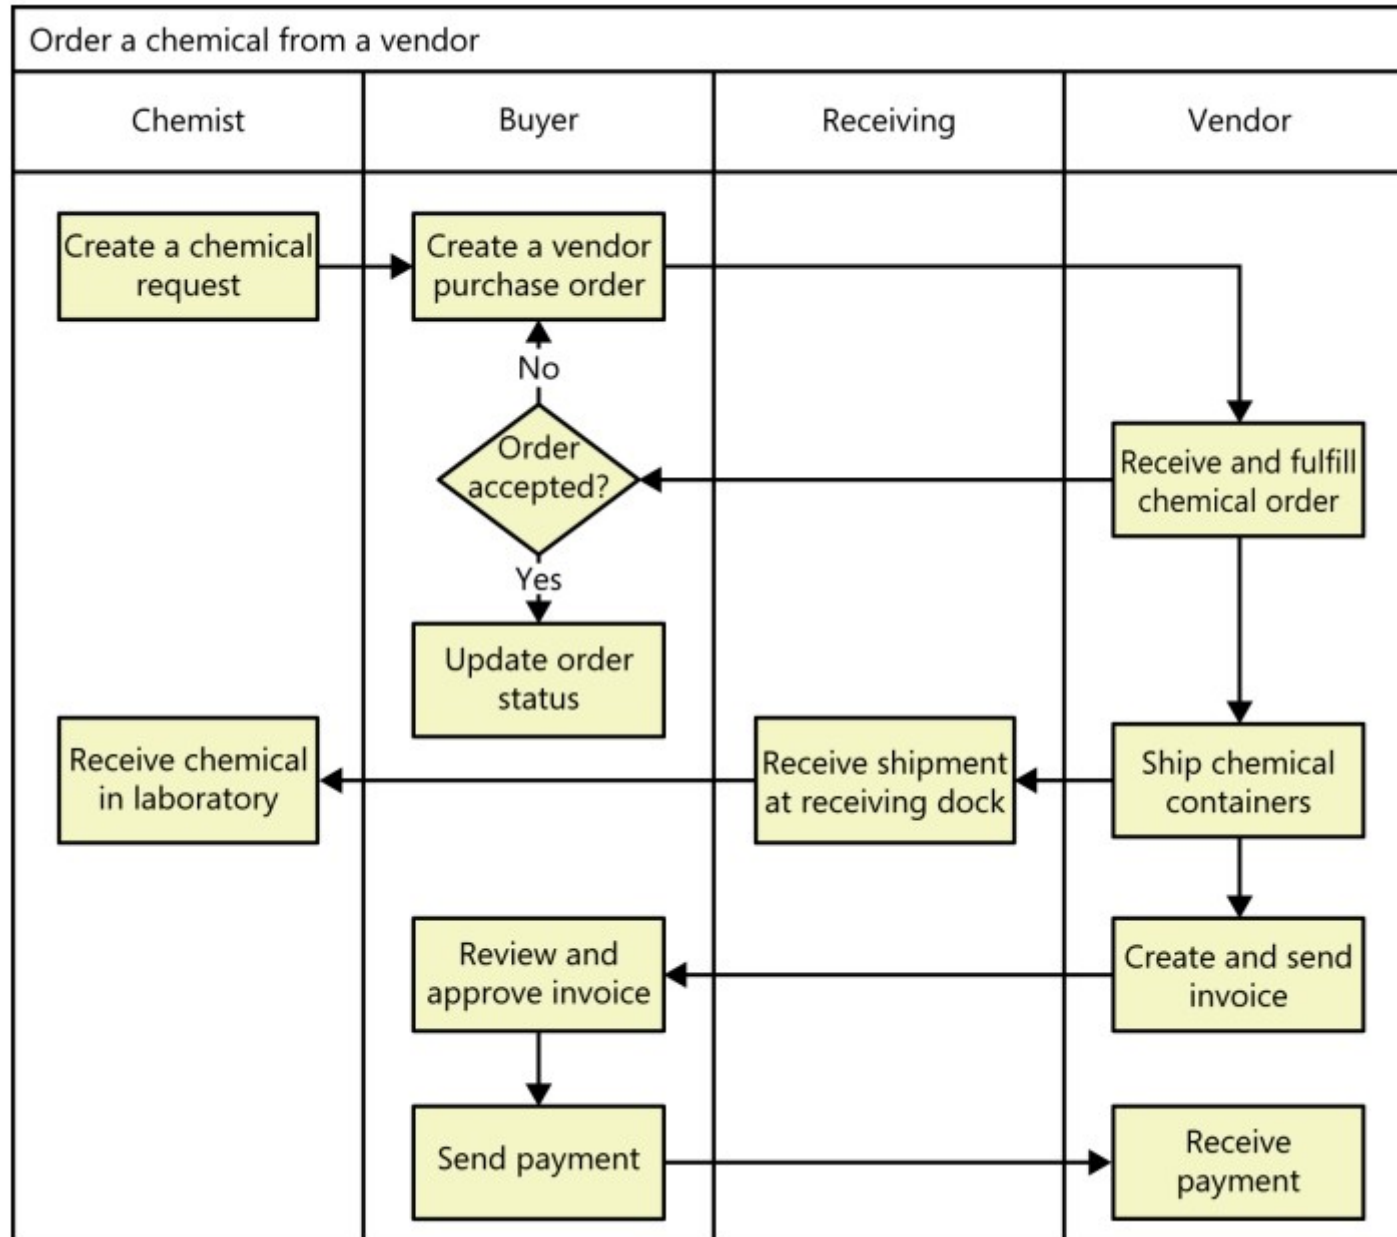 Order a chemical from a vendor
Chemist
Buyer
Receiving
Vendor
Create a chemical
request
Create a vendor
purchase order
No
Order
accepted?
Receive and fulfill
chemical order
Yes
Update order
status
Receive chemical
in laboratory
Receive shipment
at receiving dock
Ship chemical
containers
Review and
approve invoice
Create and send
invoice
Send payment
Receive
payment